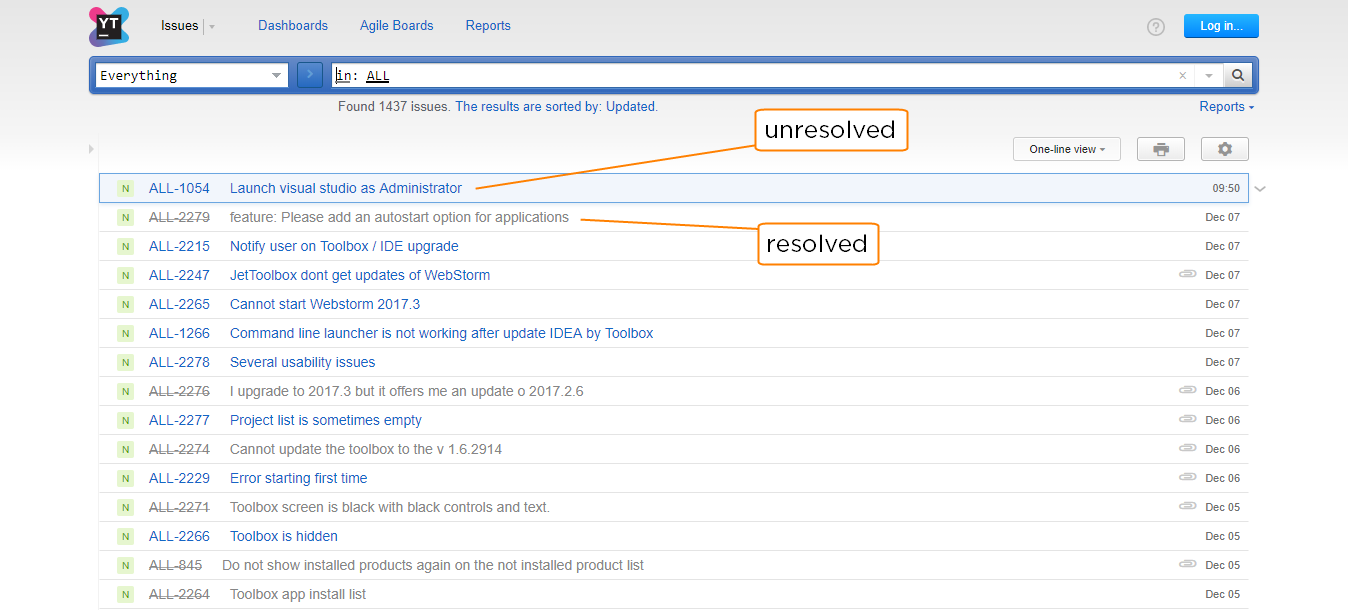 YT Issues Dashboards Agile Boards Reports ? Log in...
Everything in: ALL
Found 1437 issues. The results are sorted by: Updated. Reports
unresolved
One-line view
N ALL-1054 Launch visual studio as Administrator 09:50
N ALL-2279 feature: Please add an autostart option for applications Dec 07
resolved
N ALL-2215 Notify user on Toolbox / IDE upgrade Dec 07
N ALL-2247 JetToolbox dont get updates of WebStorm Dec 07
N ALL-2265 Cannot start Webstorm 2017.3 Dec 07
N ALL-1266 Command line launcher is not working after update IDEA by Toolbox Dec 07
N ALL-2278 Several usability issues Dec 07
N ALL-2276 I upgrade to 2017.3 but it offers me an update o 2017.2.6 Dec 06
N ALL-2277 Project list is sometimes empty Dec 06
N ALL-2274 Cannot update the toolbox to the v 1.6.2914 Dec 06
N ALL-2229 Error starting first time Dec 06
N ALL-2271 Toolbox screen is black with black controls and text. Dec 05
N ALL-2266 Toolbox is hidden Dec 05
N ALL-845 Do not show installed products again on the not installed product list Dec 05
N ALL-2264 Toolbox app install list Dec 05